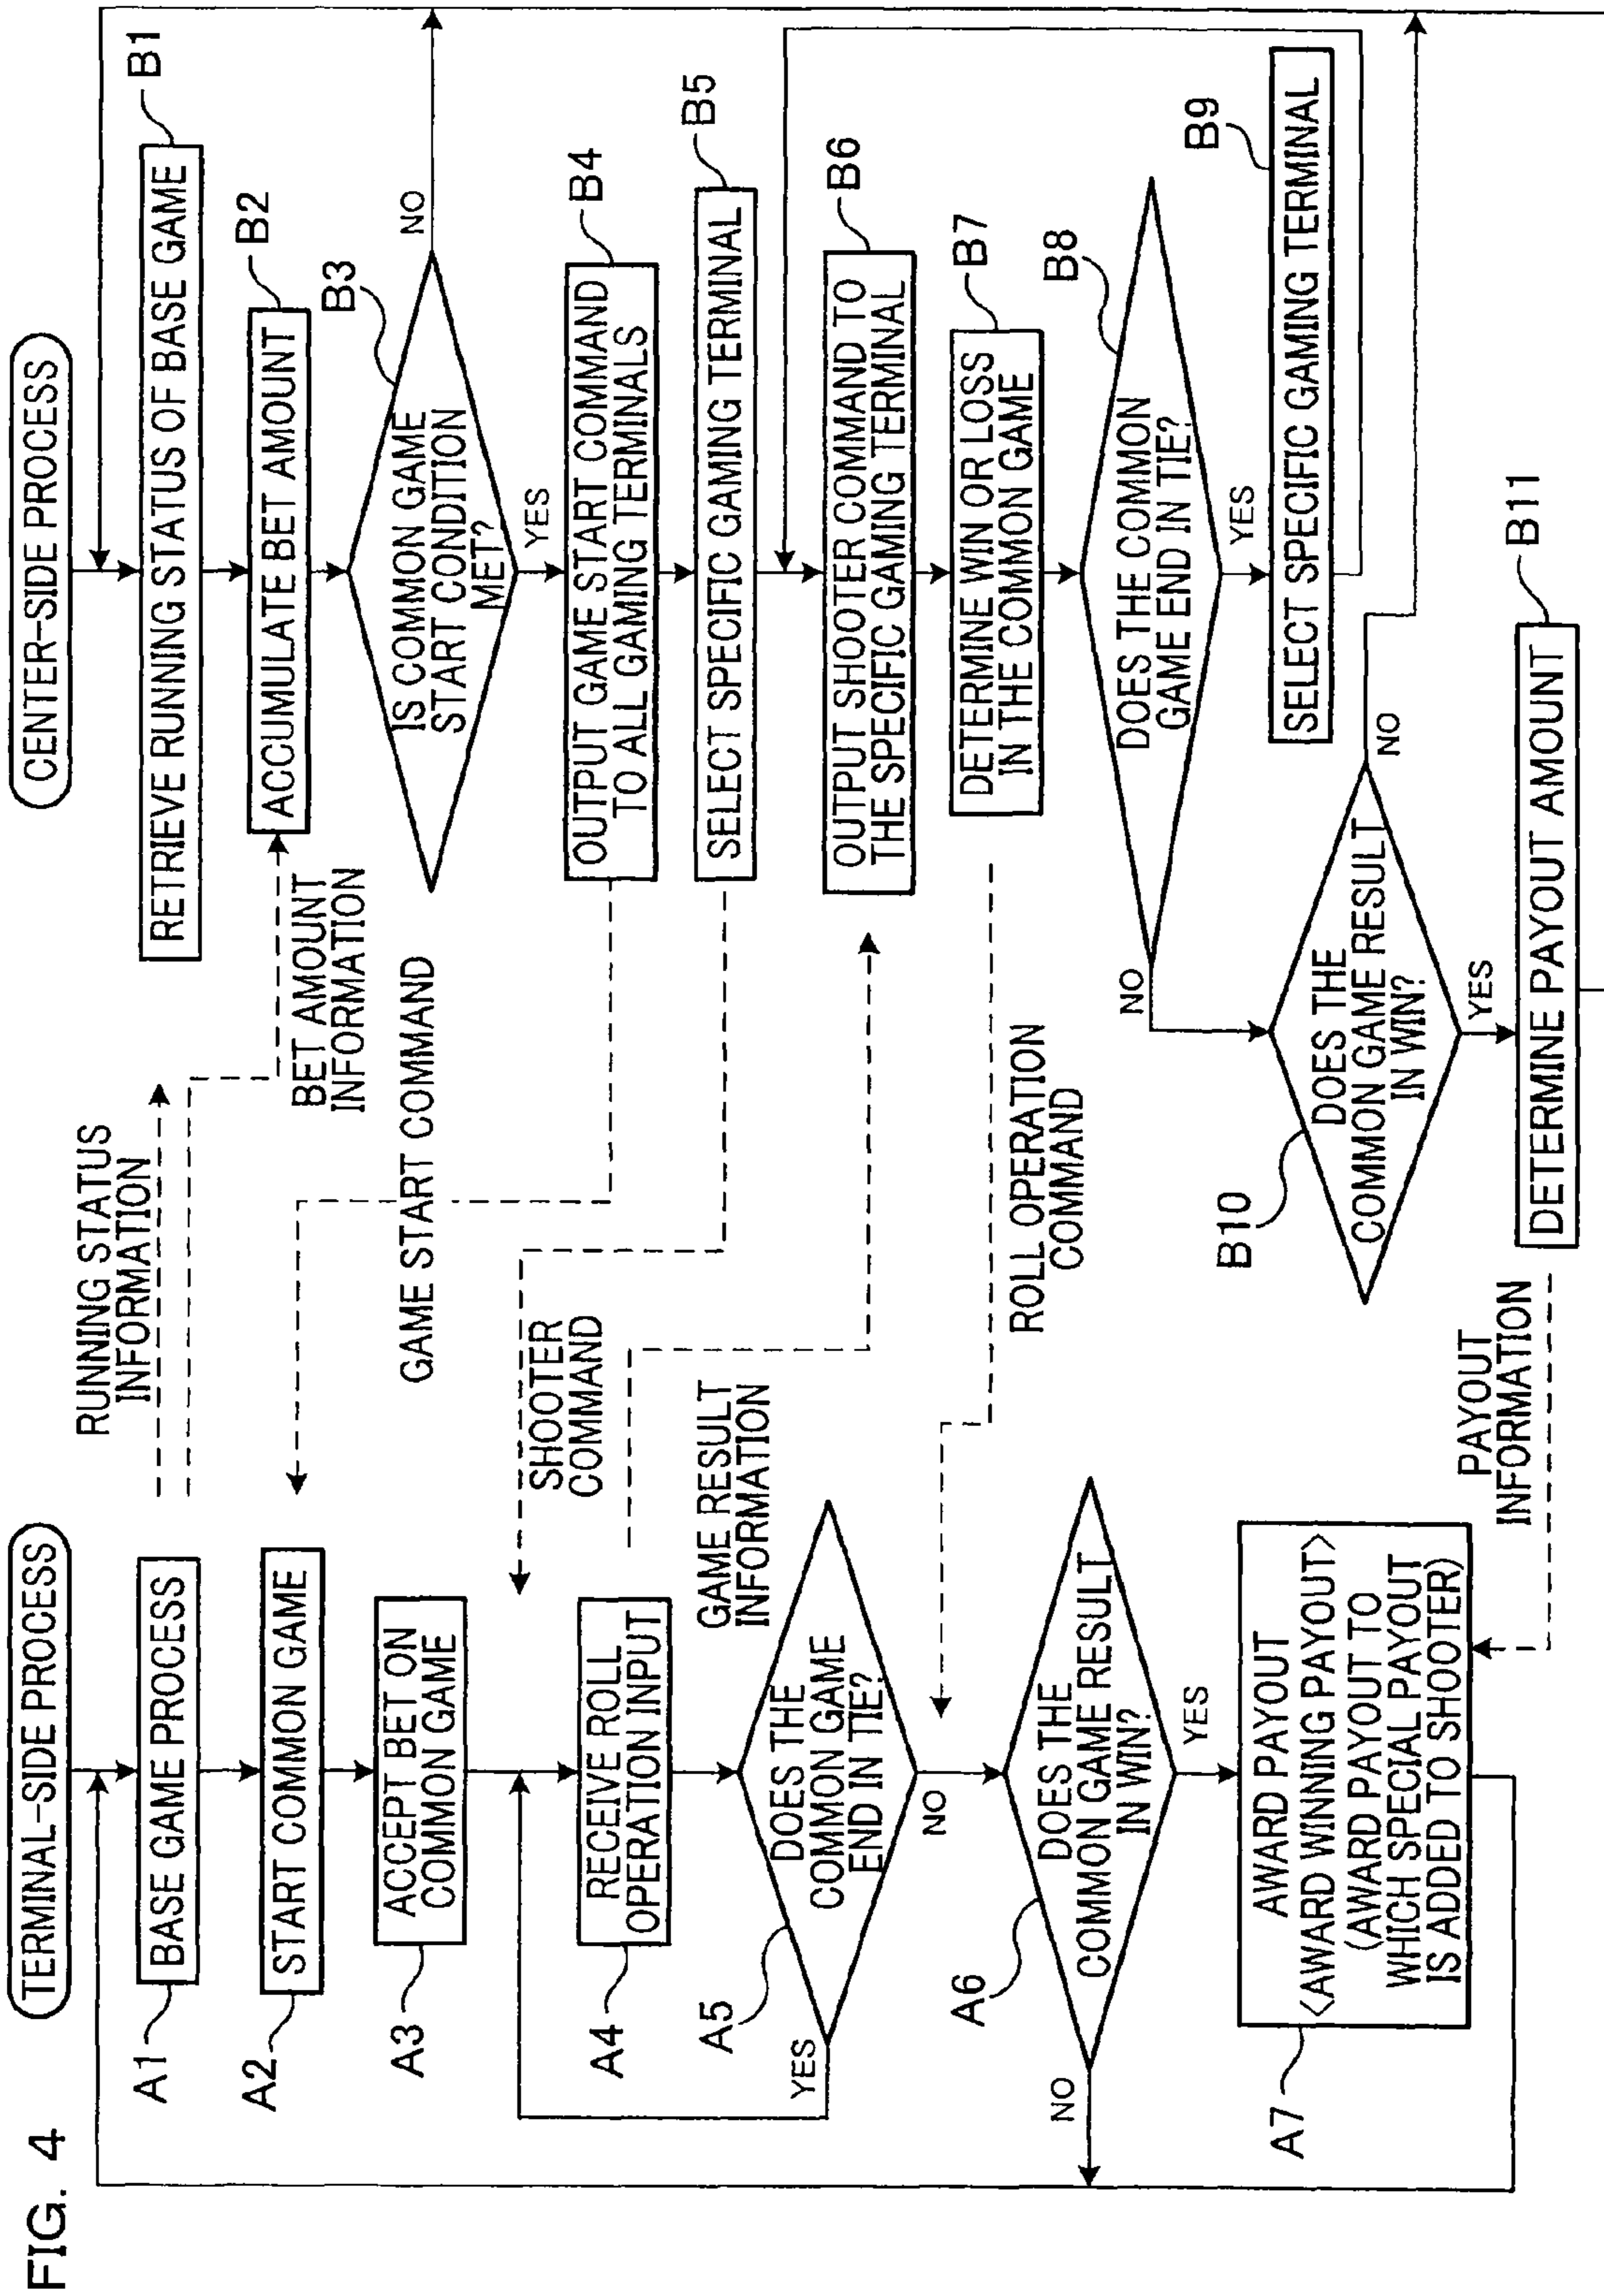 FIG. 4
TERMINAL-SIDE PROCESS
A1
BASE GAME PROCESS
A2
START COMMON GAME
A3
ACCEPT BET ON
COMMON GAME
A4
RECEIVE ROLL
OPERATION INPUT
A5
DOES THE
COMMON GAME
END IN TIE?
YES
NO
A6
DOES THE
COMMON GAME RESULT
IN WIN?
NO
YES
A7
AWARD PAYOUT
<AWARD WINNING PAYOUT>
(AWARD PAYOUT TO
WHICH SPECIAL PAYOUT
IS ADDED TO SHOOTER)
RUNNING STATUS
INFORMATION
BET AMOUNT
INFORMATION
GAME START COMMAND
SHOOTER
COMMAND
GAME RESULT
INFORMATION
ROLL OPERATION
COMMAND
PAYOUT
INFORMATION
CENTER-SIDE PROCESS
B1
RETRIEVE RUNNING STATUS OF BASE GAME
B2
ACCUMULATE BET AMOUNT
B3
IS COMMON GAME
START CONDITION
MET?
NO
YES
B4
OUTPUT GAME START COMMAND
TO ALL GAMING TERMINALS
B5
SELECT SPECIFIC GAMING TERMINAL
B6
OUTPUT SHOOTER COMMAND TO
THE SPECIFIC GAMING TERMINAL
B7
DETERMINE WIN OR LOSS
IN THE COMMON GAME
B8
DOES THE COMMON
GAME END IN TIE?
NO
YES
B9
SELECT SPECIFIC GAMING TERMINAL
B10
DOES THE
COMMON GAME RESULT
IN WIN?
NO
YES
B11
DETERMINE PAYOUT AMOUNT